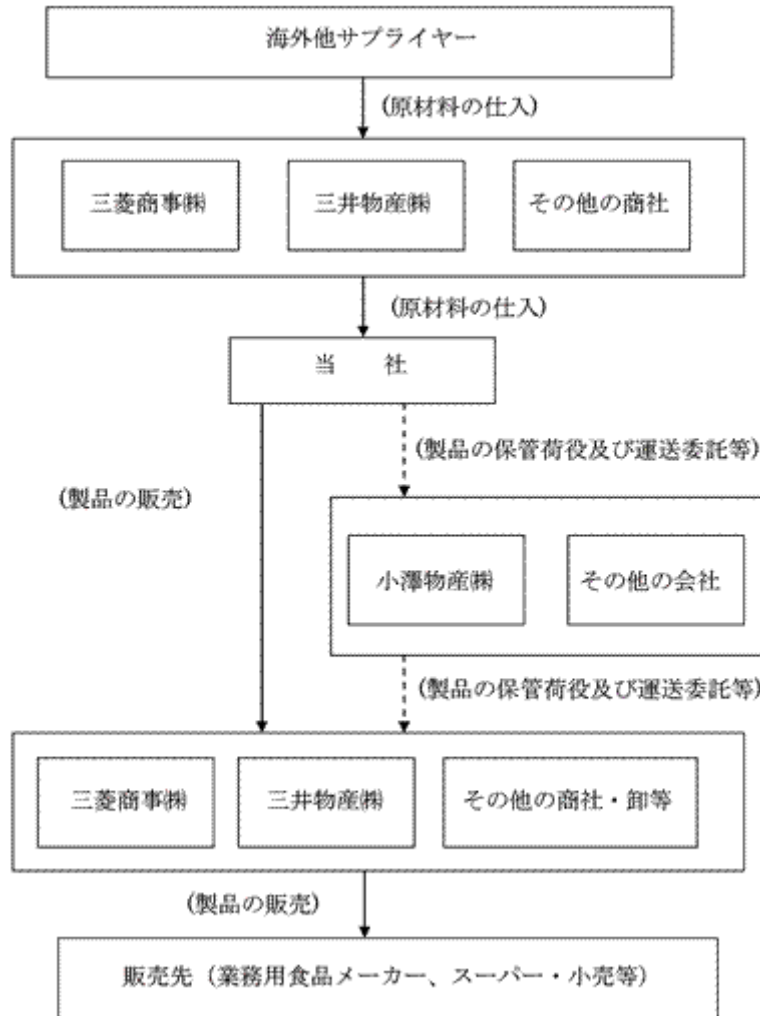 海外他サプライヤー
(原材料の仕入)
三菱商事㈱
三井物産㈱
その他の商社
(原材料の仕入)
当　　社
(製品の保管荷役及び運送委託等)
(製品の販売)
小澤物産㈱
その他の会社
(製品の保管荷役及び運送委託等)
三菱商事㈱
三井物産㈱
その他の商社・卸等
(製品の販売)
販売先（業務用食品メーカー、スーパー・小売等）